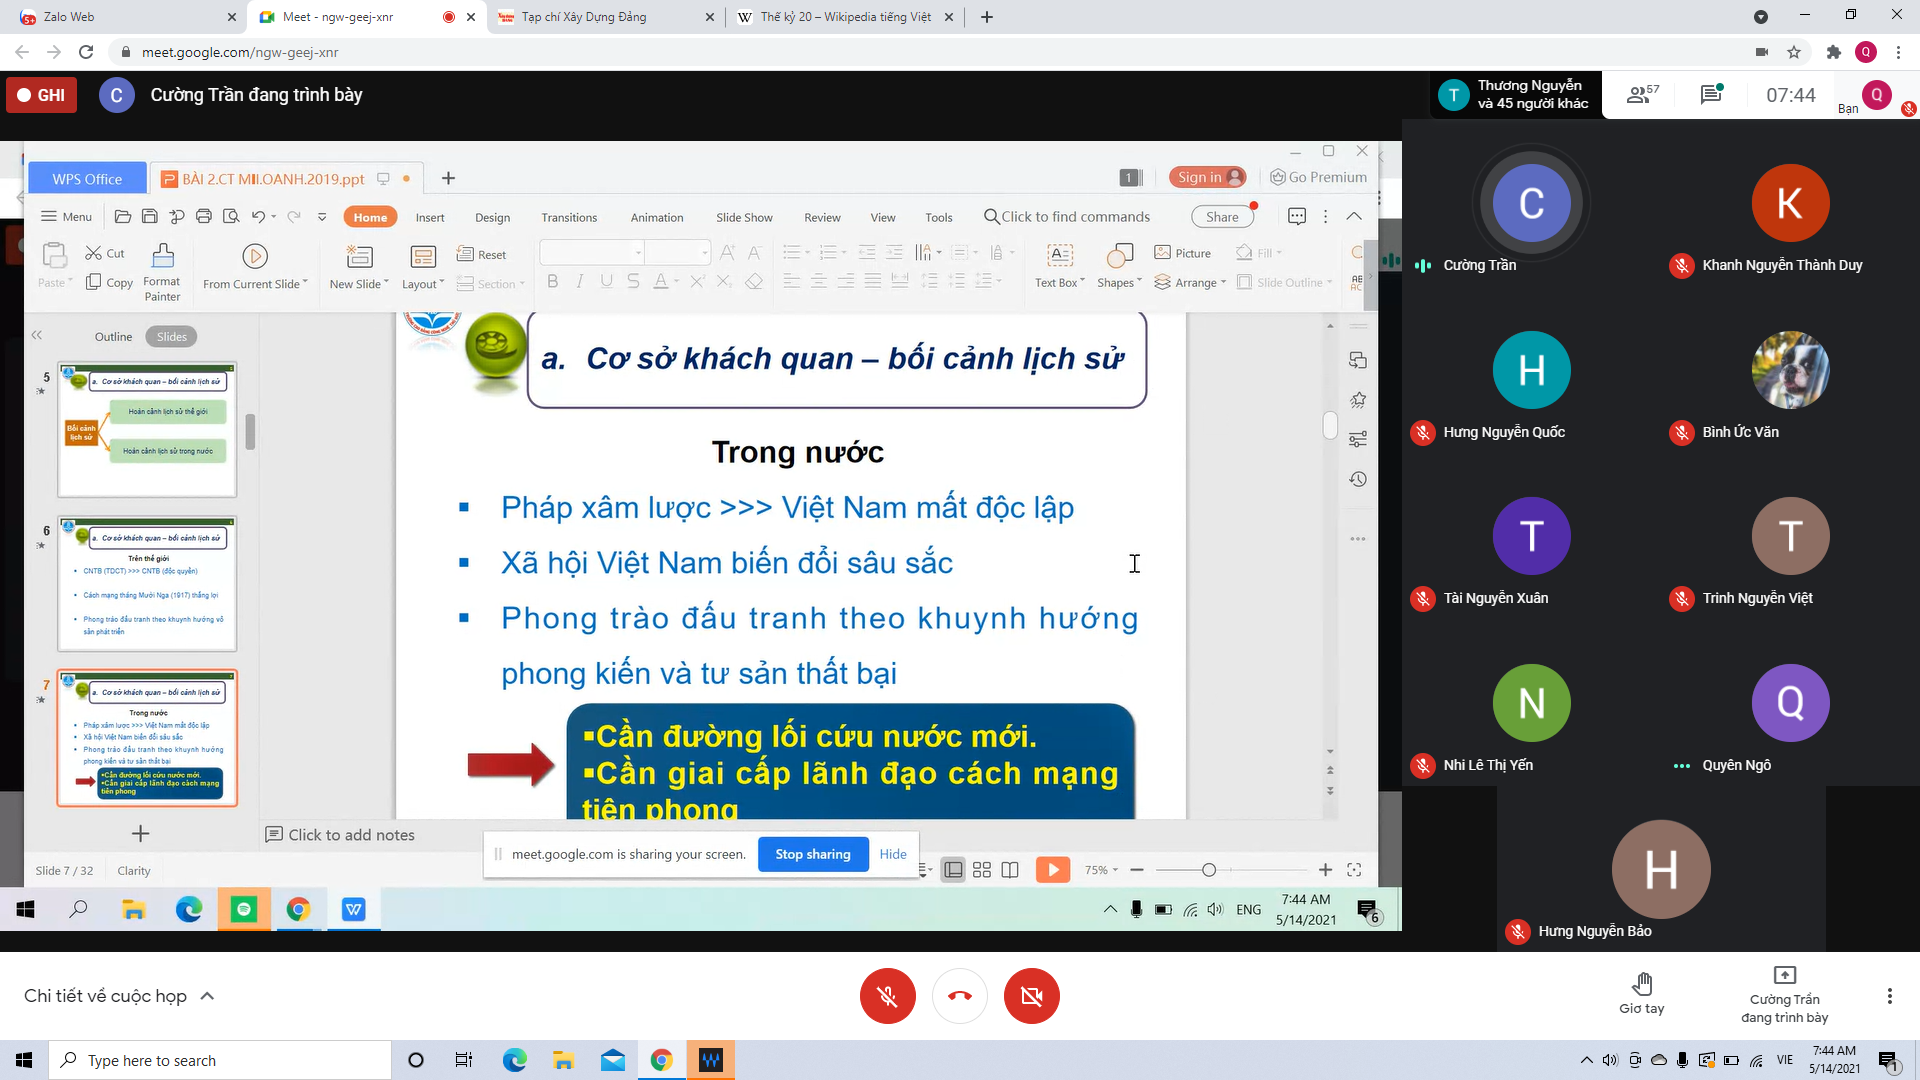 Zalo Web
Meet - ngw-geej-xnr
Tạp chí Xây Dựng Đảng
Thế kỷ 20 – Wikipedia tiếng Việt
meet.google.com/ngw-geej-xnr
GHI
C
Cường Trần đang trình bày
T
Thương Nguyễn
và 45 người khác
57
07:44
Bạn
Q
WPS Office
BÀI 2.CT MII.OANH.2019.ppt
1
Sign in
Go Premium
Menu
Home
Insert
Design
Transitions
Animation
Slide Show
Review
View
Tools
Click to find commands
Share
Paste
Cut
Copy
Format
Painter
From Current Slide
New Slide
Layout
Reset
Section
Text Box
Shapes
Picture
Arrange
Fill
Slide Outline
Outline
Slides
5
a. Cơ sở khách quan – bối cảnh lịch sử
Bối cảnh
lịch sử
Hoàn cảnh lịch sử thế giới
Hoàn cảnh lịch sử trong nước
6
a. Cơ sở khách quan – bối cảnh lịch sử
Trên thế giới
CNTB (TDCT) >>> CNTB (độc quyền)
Cách mạng tháng Mười Nga (1917) thắng lợi
Phong trào đấu tranh theo khuynh hướng vô
sản phát triển
7
a. Cơ sở khách quan – bối cảnh lịch sử
Trong nước
Pháp xâm lược >>> Việt Nam mất độc lập
Xã hội Việt Nam biến đổi sâu sắc
Phong trào đấu tranh theo khuynh hướng
phong kiến và tư sản thất bại
Cần đường lối cứu nước mới.
Cần giai cấp lãnh đạo cách mạng
tiên phong
a. Cơ sở khách quan – bối cảnh lịch sử
Trong nước
▪ Pháp xâm lược >>> Việt Nam mất độc lập
▪ Xã hội Việt Nam biến đổi sâu sắc
▪ Phong trào đấu tranh theo khuynh hướng
phong kiến và tư sản thất bại
▪Cần đường lối cứu nước mới.
▪Cần giai cấp lãnh đạo cách mạng
tiên phong
Click to add notes
meet.google.com is sharing your screen.
Stop sharing
Hide
Slide 7 / 32
Clarity
75%
ENG
7:44 AM
5/14/2021
6
C
Cường Trần
K
Khanh Nguyễn Thành Duy
H
Hưng Nguyễn Quốc
Bình Ức Văn
T
Tài Nguyễn Xuân
T
Trinh Nguyễn Việt
N
Nhi Lê Thị Yến
Q
Quyên Ngô
H
Hưng Nguyễn Bảo
Chi tiết về cuộc họp
Giơ tay
Cường Trần
đang trình bày
Type here to search
VIE
7:44 AM
5/14/2021
1